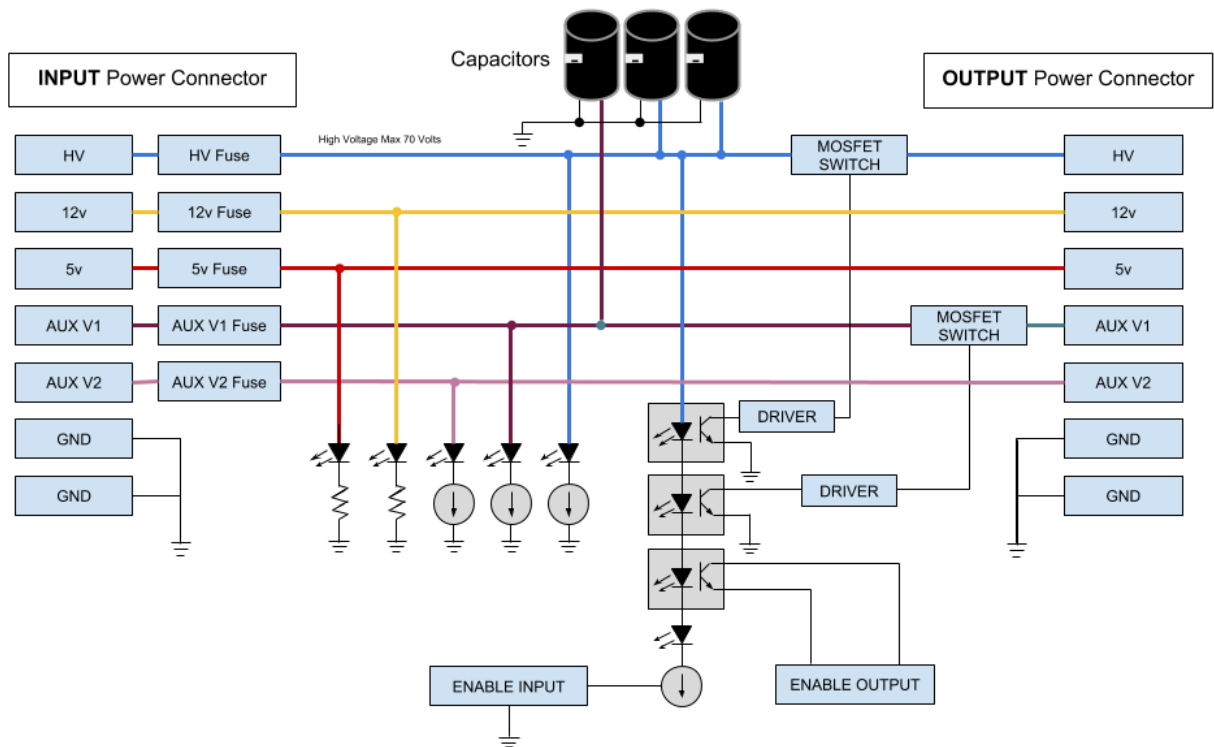 Capacitors
-
-
-
INPUT Power Connector
OUTPUT Power Connector
High Voltage Max 70 Volts
HV
HV Fuse
MOSFET
SWITCH
HV
12v
12v Fuse
12v
5v
5v Fuse
5v
AUX V1
AUX V1 Fuse
MOSFET
SWITCH
AUX V1
AUX V2
AUX V2 Fuse
AUX V2
GND
DRIVER
GND
GND
DRIVER
GND
ENABLE INPUT
ENABLE OUTPUT